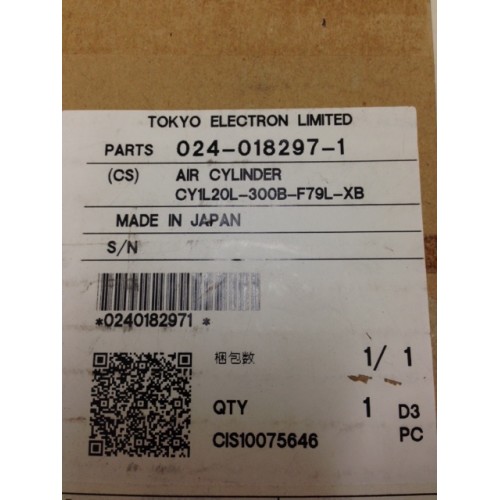 TOKYO ELECTRON LIMITED
PARTS 024-018297-1
(CS) AIR CYLINDER
CY1L20L-300B-F79L-XB
MADE IN JAPAN
S/N
*0240182971 *
梱包数 1/ 1
QTY 1 D3
CIS10075646 PC